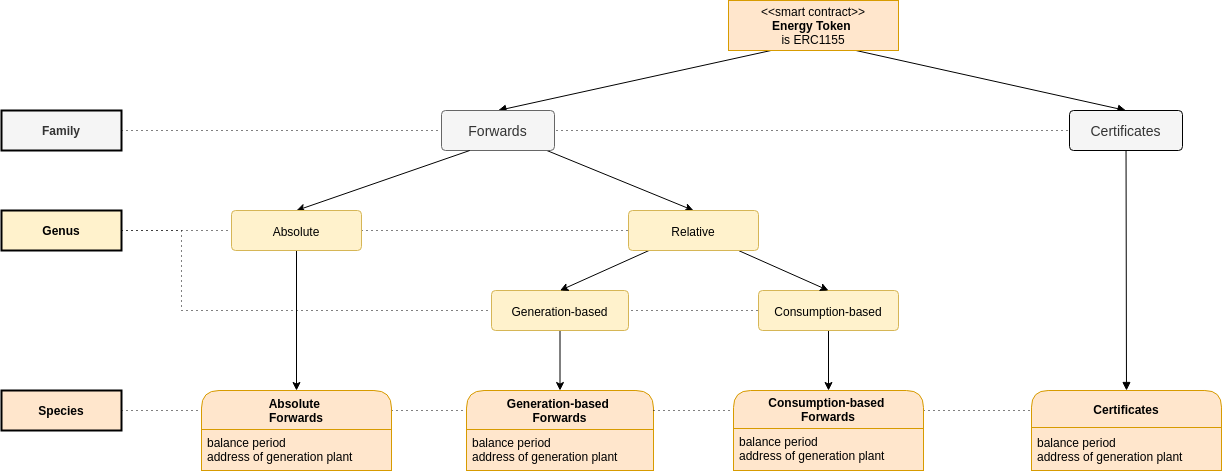 <<smart contract>>
Energy Token
is ERC1155
Family
Forwards
Certificates
Genus
Absolute
Relative
Generation-based
Consumption-based
Species
Absolute
Forwards
balance period
address of generation plant
Generation-based
Forwards
balance period
address of generation plant
Consumption-based
Forwards
balance period
address of generation plant
Certificates
balance period
address of generation plant